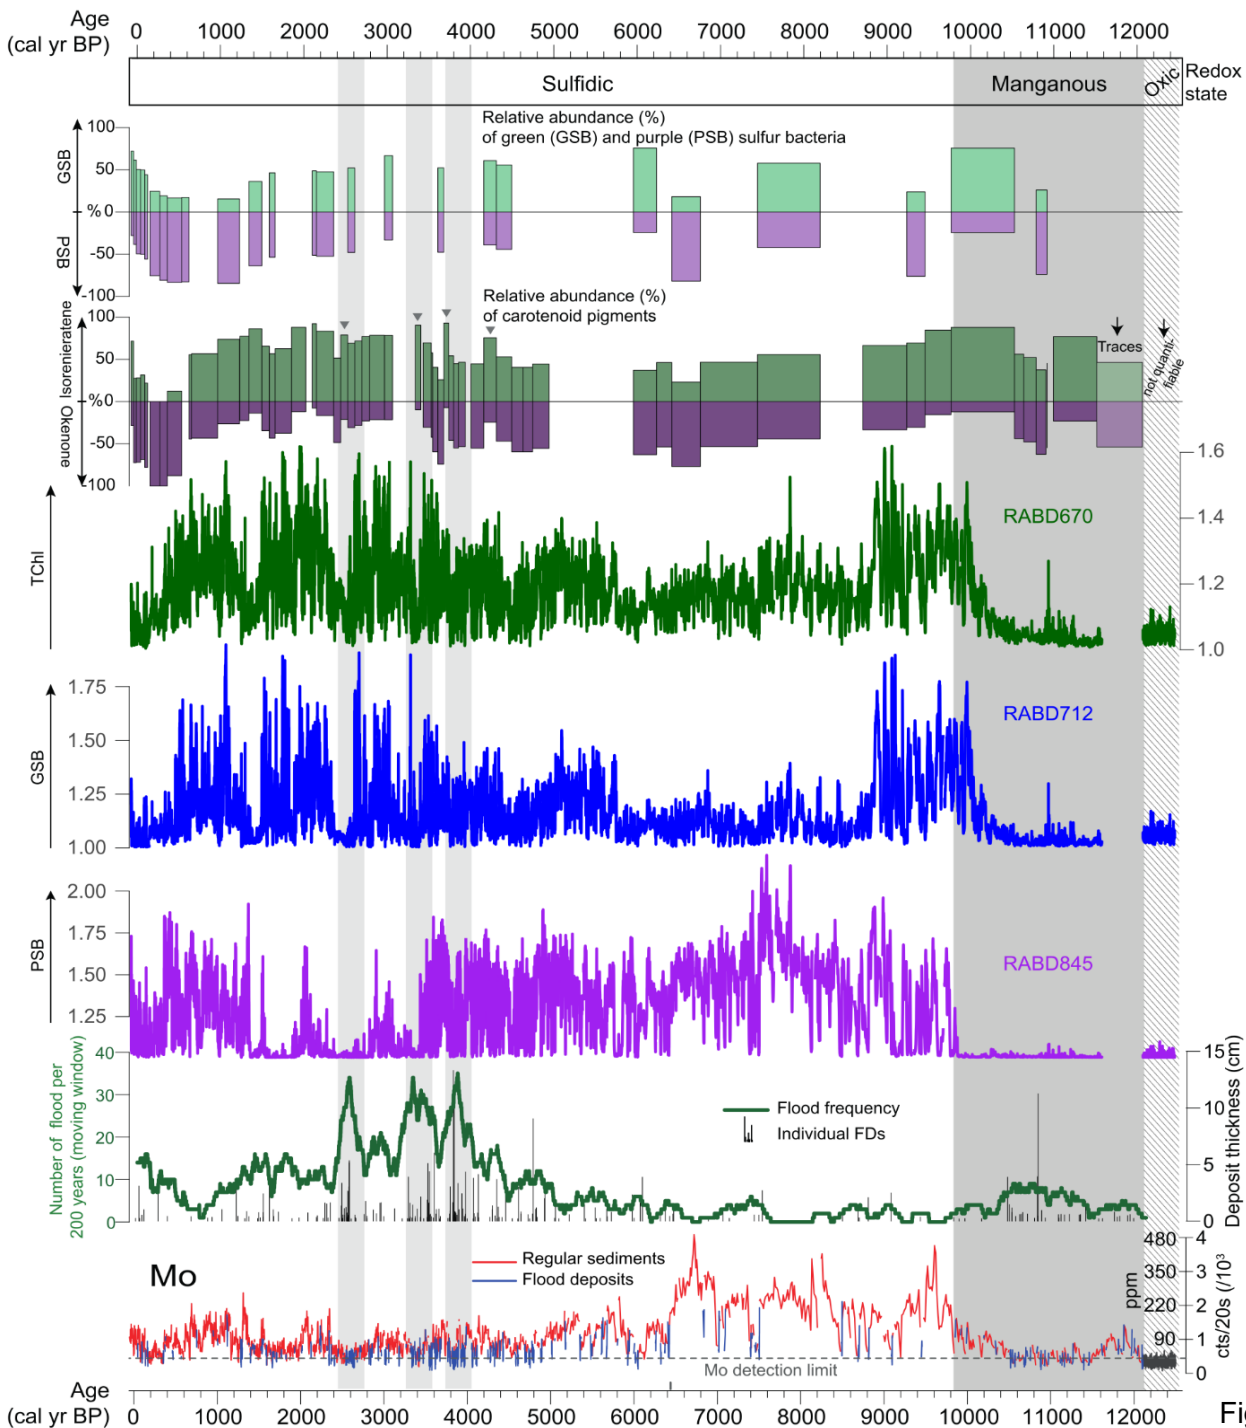 Age
(cal yr BP)
0 1000 2000 3000 4000 5000 6000 7000 8000 9000 10000 11000 12000
Sulfidic
Manganous
Oxic
Redox
state
Relative abundance (%)
of green (GSB) and purple (PSB) sulfur bacteria
100
50
% 0
-50
-100
GSB
PSB
Relative abundance (%)
of carotenoid pigments
100
50
%0
-50
-100
Isorenieratene
Okenone
Traces
not quanti-
fiable
TChl
RABD670
1.6
1.4
1.2
1.0
GSB
1.75
1.50
1.25
1.00
RABD712
PSB
2.00
1.75
1.50
1.25
RABD845
Number of flood per
200 years (moving window)
40
30
20
10
0
Flood frequency
Individual FDs
15
10
5
0
Deposit thickness (cm)
Mo
Regular sediments
Flood deposits
Mo detection limit
ppm
480
350
220
90
4
3
2
1
0
cts/20s (/10³
Age
(cal yr BP)
0 1000 2000 3000 4000 5000 6000 7000 8000 9000 10000 11000 12000
Fi